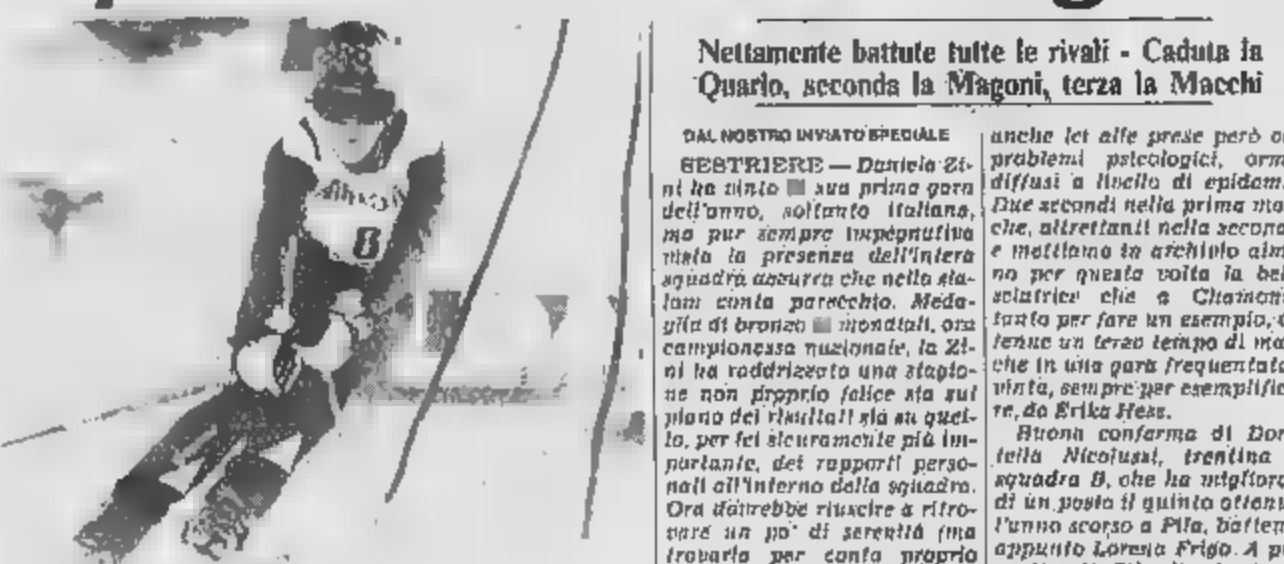 Nettamente battute tutte le rivali - Caduta la
Quario, seconda la Magoni, terza la Macchi
DAL NOSTRO INVIATO SPECIALE
SESTRIERE — Daniela Zi-
ni ha vinto sua prima gara
dell'anno, soltanto italiana,
ma pur sempre impegnativa
vista la presenza dell'intera
squadra azzurra che nello sla-
lom conta parecchio. Meda-
glia di bronzo mondiali, ora
campionessa nazionale, la Zi-
ni ha raddrizzato una stagio-
ne non proprio felice sia sul
piano dei risultati sia su quel-
lo, per lei sicuramente più im-
portante, dei rapporti perso-
nali all'interno della squadra.
Ora dovrebbe riuscire a ritro-
vare un po' di serenità (ma
trovarla per conto proprio
anche lei alle prese però
problemi psicologici, orm
diffusi a livello di epidem
Due secondi nella prima
che, altrettanti nella second
e mettiamo in archivio
no per questa volta la bel
sciatrice che a Chamoni
tanto per fare un esempio,
tenne un terzo tempo di
che in una gara frequentat
vinta, sempre per esemplific
re, da Erika Hess.
Buona conferma di Don
tella Nicolussi, trentina
squadra B, che ha migliora
di un posto il quinto otten
l'anno scorso a Pila, batten
appunto Lorena Frigo. A
8